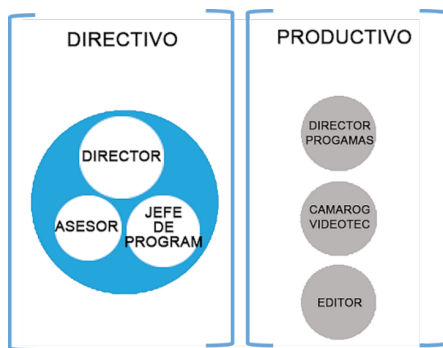 DIRECTIVO
DIRECTOR
ASESOR
JEFE
DE
PROGRAM
PRODUCTIVO
DIRECTOR
PROGAMAS
CAMAROG
VIDEOTEC
EDITOR